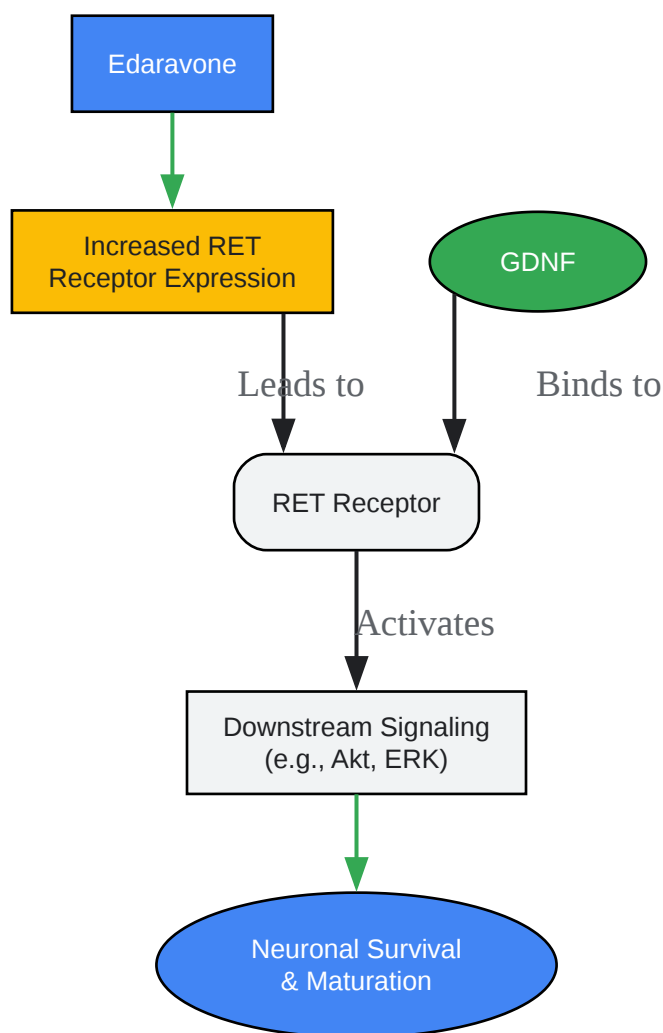 Edaravone
Increased RET
Receptor Expression
GDNF
Leads to
Binds to
RET Receptor
Activates
Downstream Signaling
(e.g., Akt, ERK)
Neuronal Survival
& Maturation